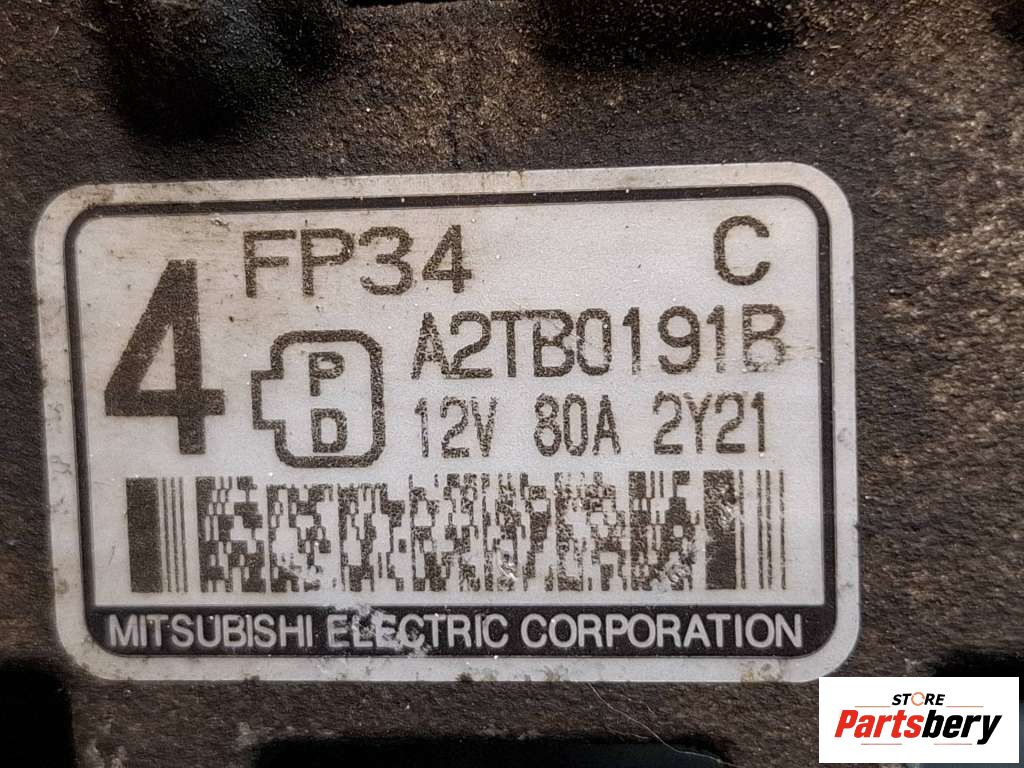 FP34 C
4
P
D
A2TB0191B
12V 80A 2Y21
MITSUBISHI ELECTRIC CORPORATION
STORE
Partsbery